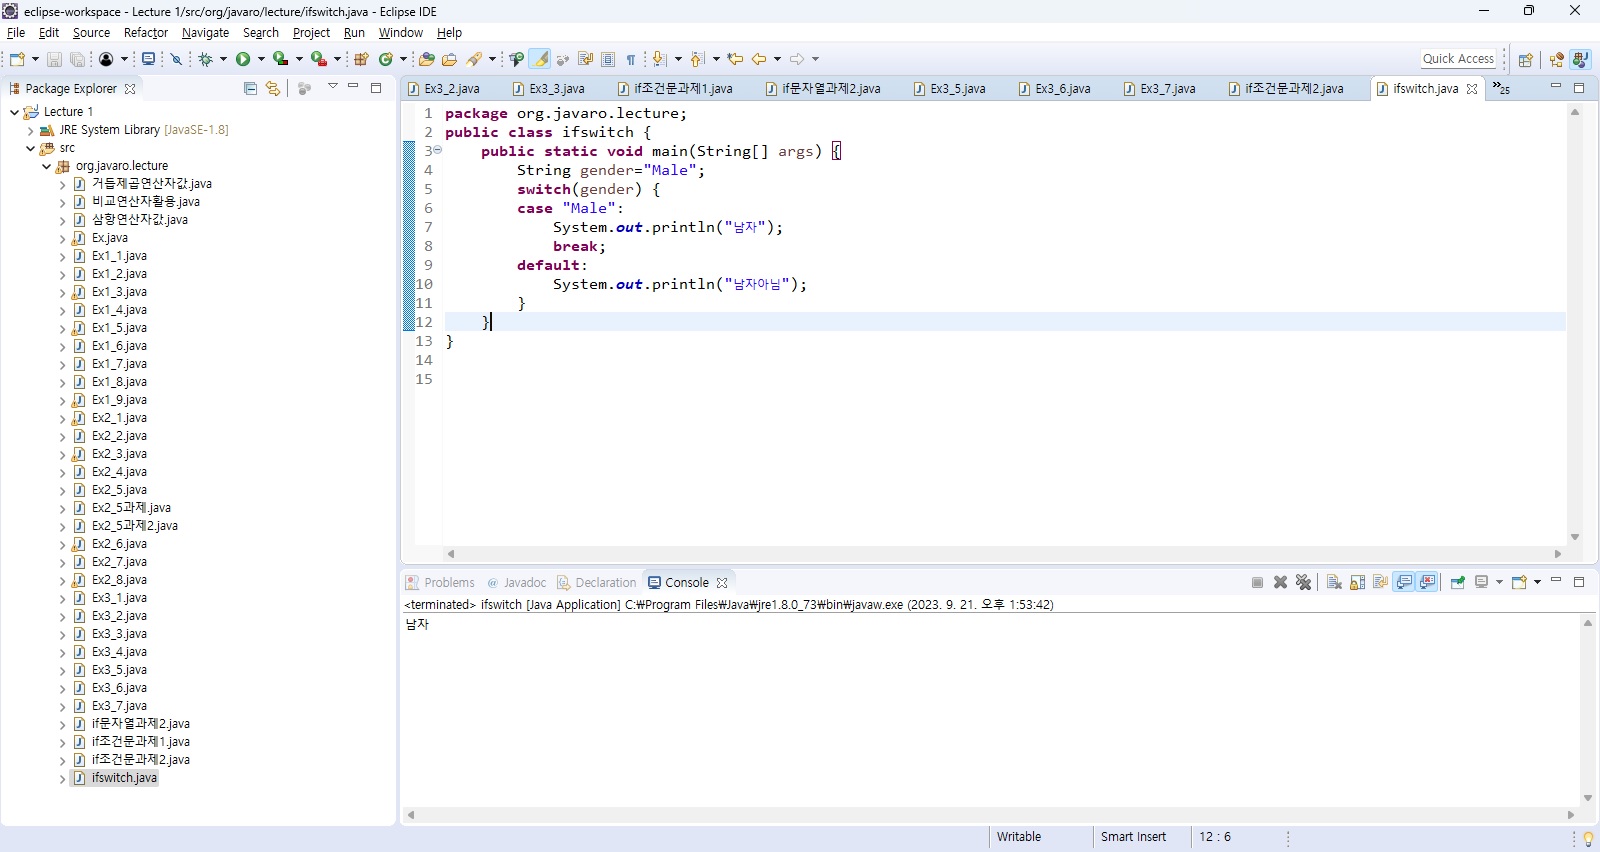 eclipse-workspace - Lecture 1/src/org/javaro/lecture/ifswitch.java - Eclipse IDE
File Edit Source Refactor Navigate Search Project Run Window Help
Quick Access
Package Explorer
Lecture 1
JRE System Library [JavaSE-1.8]
src
org.javaro.lecture
거듭제곱연산자값.java
비교연산자활용.java
삼항연산자값.java
Ex.java
Ex1_1.java
Ex1_2.java
Ex1_3.java
Ex1_4.java
Ex1_5.java
Ex1_6.java
Ex1_7.java
Ex1_8.java
Ex1_9.java
Ex2_1.java
Ex2_2.java
Ex2_3.java
Ex2_4.java
Ex2_5.java
Ex2_5과제.java
Ex2_5과제2.java
Ex2_6.java
Ex2_7.java
Ex2_8.java
Ex3_1.java
Ex3_2.java
Ex3_3.java
Ex3_4.java
Ex3_5.java
Ex3_6.java
Ex3_7.java
if문자열과제2.java
if조건문과제1.java
if조건문과제2.java
ifswitch.java
Ex3_2.java Ex3_3.java if조건문과제1.java if문자열과제2.java Ex3_5.java Ex3_6.java Ex3_7.java if조건문과제2.java ifswitch.java »25
1 package org.javaro.lecture;
2 public class ifswitch {
3 public static void main(String[] args) {
4 String gender="Male";
5 switch(gender) {
6 case "Male":
7 System.out.println("남자");
8 break;
9 default:
10 System.out.println("남자아님");
11 }
12 }
13 }
14
15
Problems @ Javadoc Declaration Console
<terminated> ifswitch [Java Application] C:₩Program Files₩Java₩jre1.8.0_73₩bin₩javaw.exe (2023. 9. 21. 오후 1:53:42)
남자
Writable Smart Insert 12 : 6